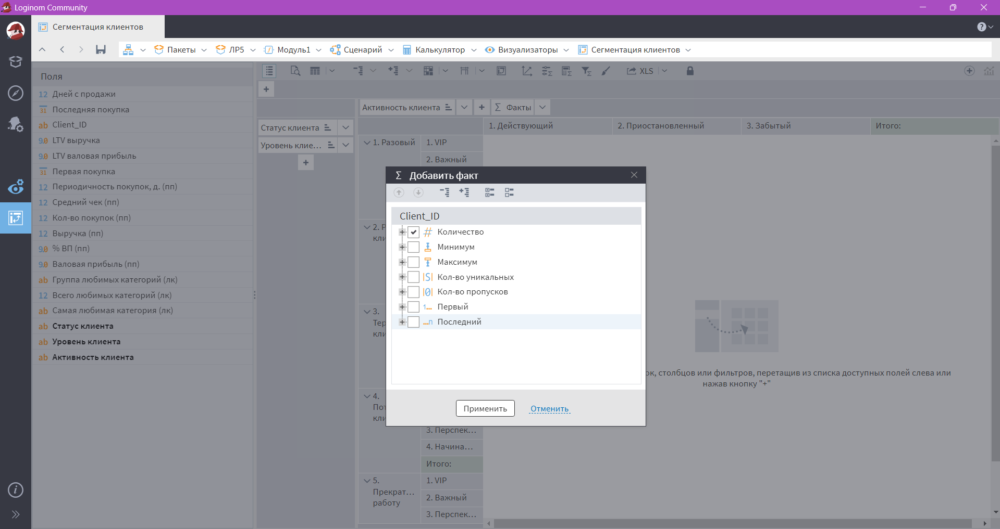 Loginom Community
Сегментация клиентов
Пакеты
ЛР5
Модуль1
Сценарий
Калькулятор
Визуализаторы
Сегментация клиентов
Поля
12 Дней с продажи
31 Последняя покупка
ab Client_ID
9.0 LTV выручка
9.0 LTV валовая прибыль
31 Первая покупка
12 Периодичность покупок, д. (пп)
12 Средний чек (пп)
12 Кол-во покупок (пп)
12 Выручка (пп)
9.0 % ВП (пп)
9.0 Валовая прибыль (пп)
ab Группа любимых категорий (лк)
12 Всего любимых категорий (лк)
ab Самая любимая категория (лк)
ab Статус клиента
ab Уровень клиента
ab Активность клиента
XLS
Активность клиента
Σ Факты
Статус клиента
Уровень клие...
1. Действующий
2. Приостановленный
3. Забытый
Итого:
1. Разовый
1. VIP
2. Важный
2. Р
кли
3.
Тер
кли
4.
Пот
кли
3. Перспек...
4. Начина...
Итого:
5.
Прекрат...
работу
1. VIP
2. Важный
3. Перспек...
Σ Добавить факт
Client_ID
Количество
Минимум
Максимум
Кол-во уникальных
Кол-во пропусков
Первый
Последний
Применить
Отменить
ок, столбцов или фильтров, перетащив из списка доступных полей слева или
нажав кнопку "+"